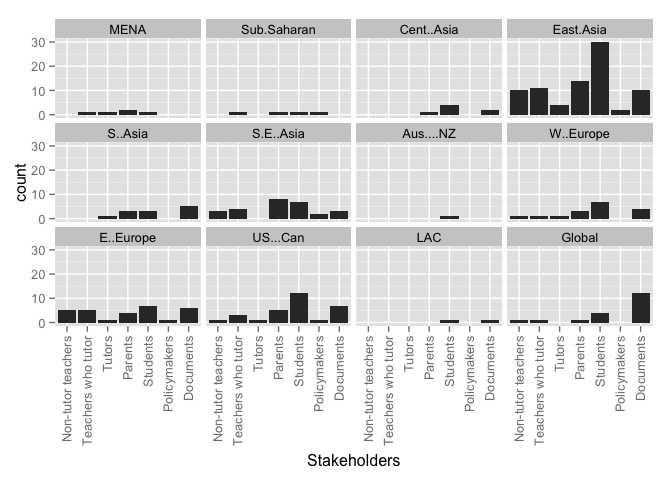 MENA Sub.Saharan Cent..Asia East.Asia
30
20
10
0
S..Asia S.E..Asia Aus....NZ W..Europe
30
20
10
0
count
E..Europe US...Can LAC Global
30
20
10
0
Non-tutor teachers Teachers who tutor Tutors Parents Students Policymakers Documents Non-tutor teachers Teachers who tutor Tutors Parents Students Policymakers Documents Non-tutor teachers Teachers who tutor Tutors Parents Students Policymakers Documents Non-tutor teachers Teachers who tutor Tutors Parents Students Policymakers Documents
Stakeholders